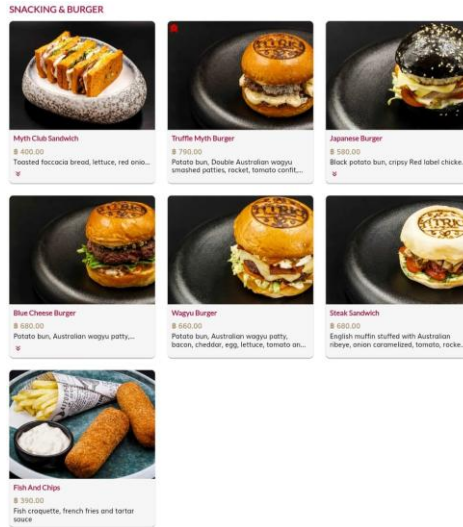 SNACKING & BURGER
Myth Club Sandwich
฿ 400.00
Toasted foccacia bread, lettuce, red onio...
Truffle Myth Burger
฿ 790.00
Potato bun, Double Australian wagyu
smashed patties, rocket, tomato confit,...
Japanese Burger
฿ 580.00
Black potato bun, cripsy Red label chicke.
Blue Cheese Burger
฿ 680.00
Potato bun, Australian wagyu patty,...
Wagyu Burger
฿ 660.00
Potato bun, Australian wagyu patty,
bacon, cheddar, egg, lettuce, tomato an...
Steak Sandwich
฿ 680.00
English muffin stuffed with Australian
ribeye, onian caramelized, tomato, rocke.
Fish And Chips
฿ 390.00
Fish croquette, french fries and tartar
sauce